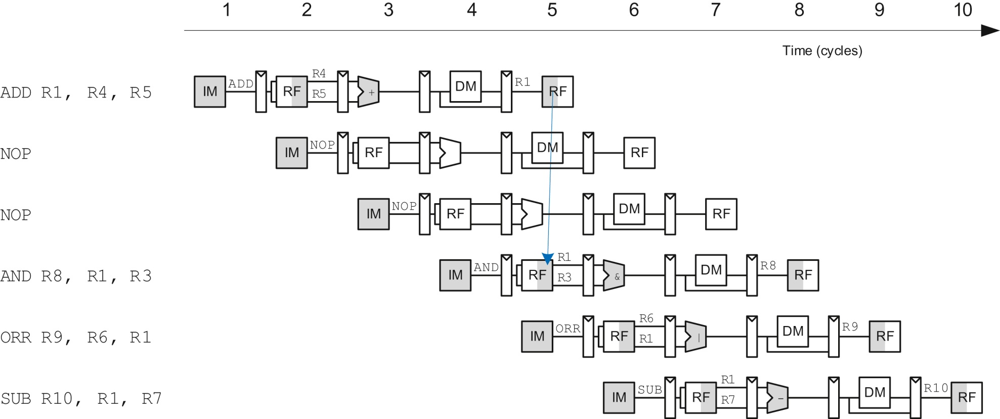 1 2 3 4 5 6 7 8 9 10
Time (cycles)
ADD R1, R4, R5 IM ADD RF R4 R5 + DM R1 RF
NOP IM NOP RF DM RF
NOP IM NOP RF DM RF
AND R8, R1, R3 IM AND RF R1 R3 & DM R8 RF
ORR R9, R6, R1 IM ORR RF R6 R1 | DM R9 RF
SUB R10, R1, R7 IM SUB RF R1 R7 - DM R10 RF